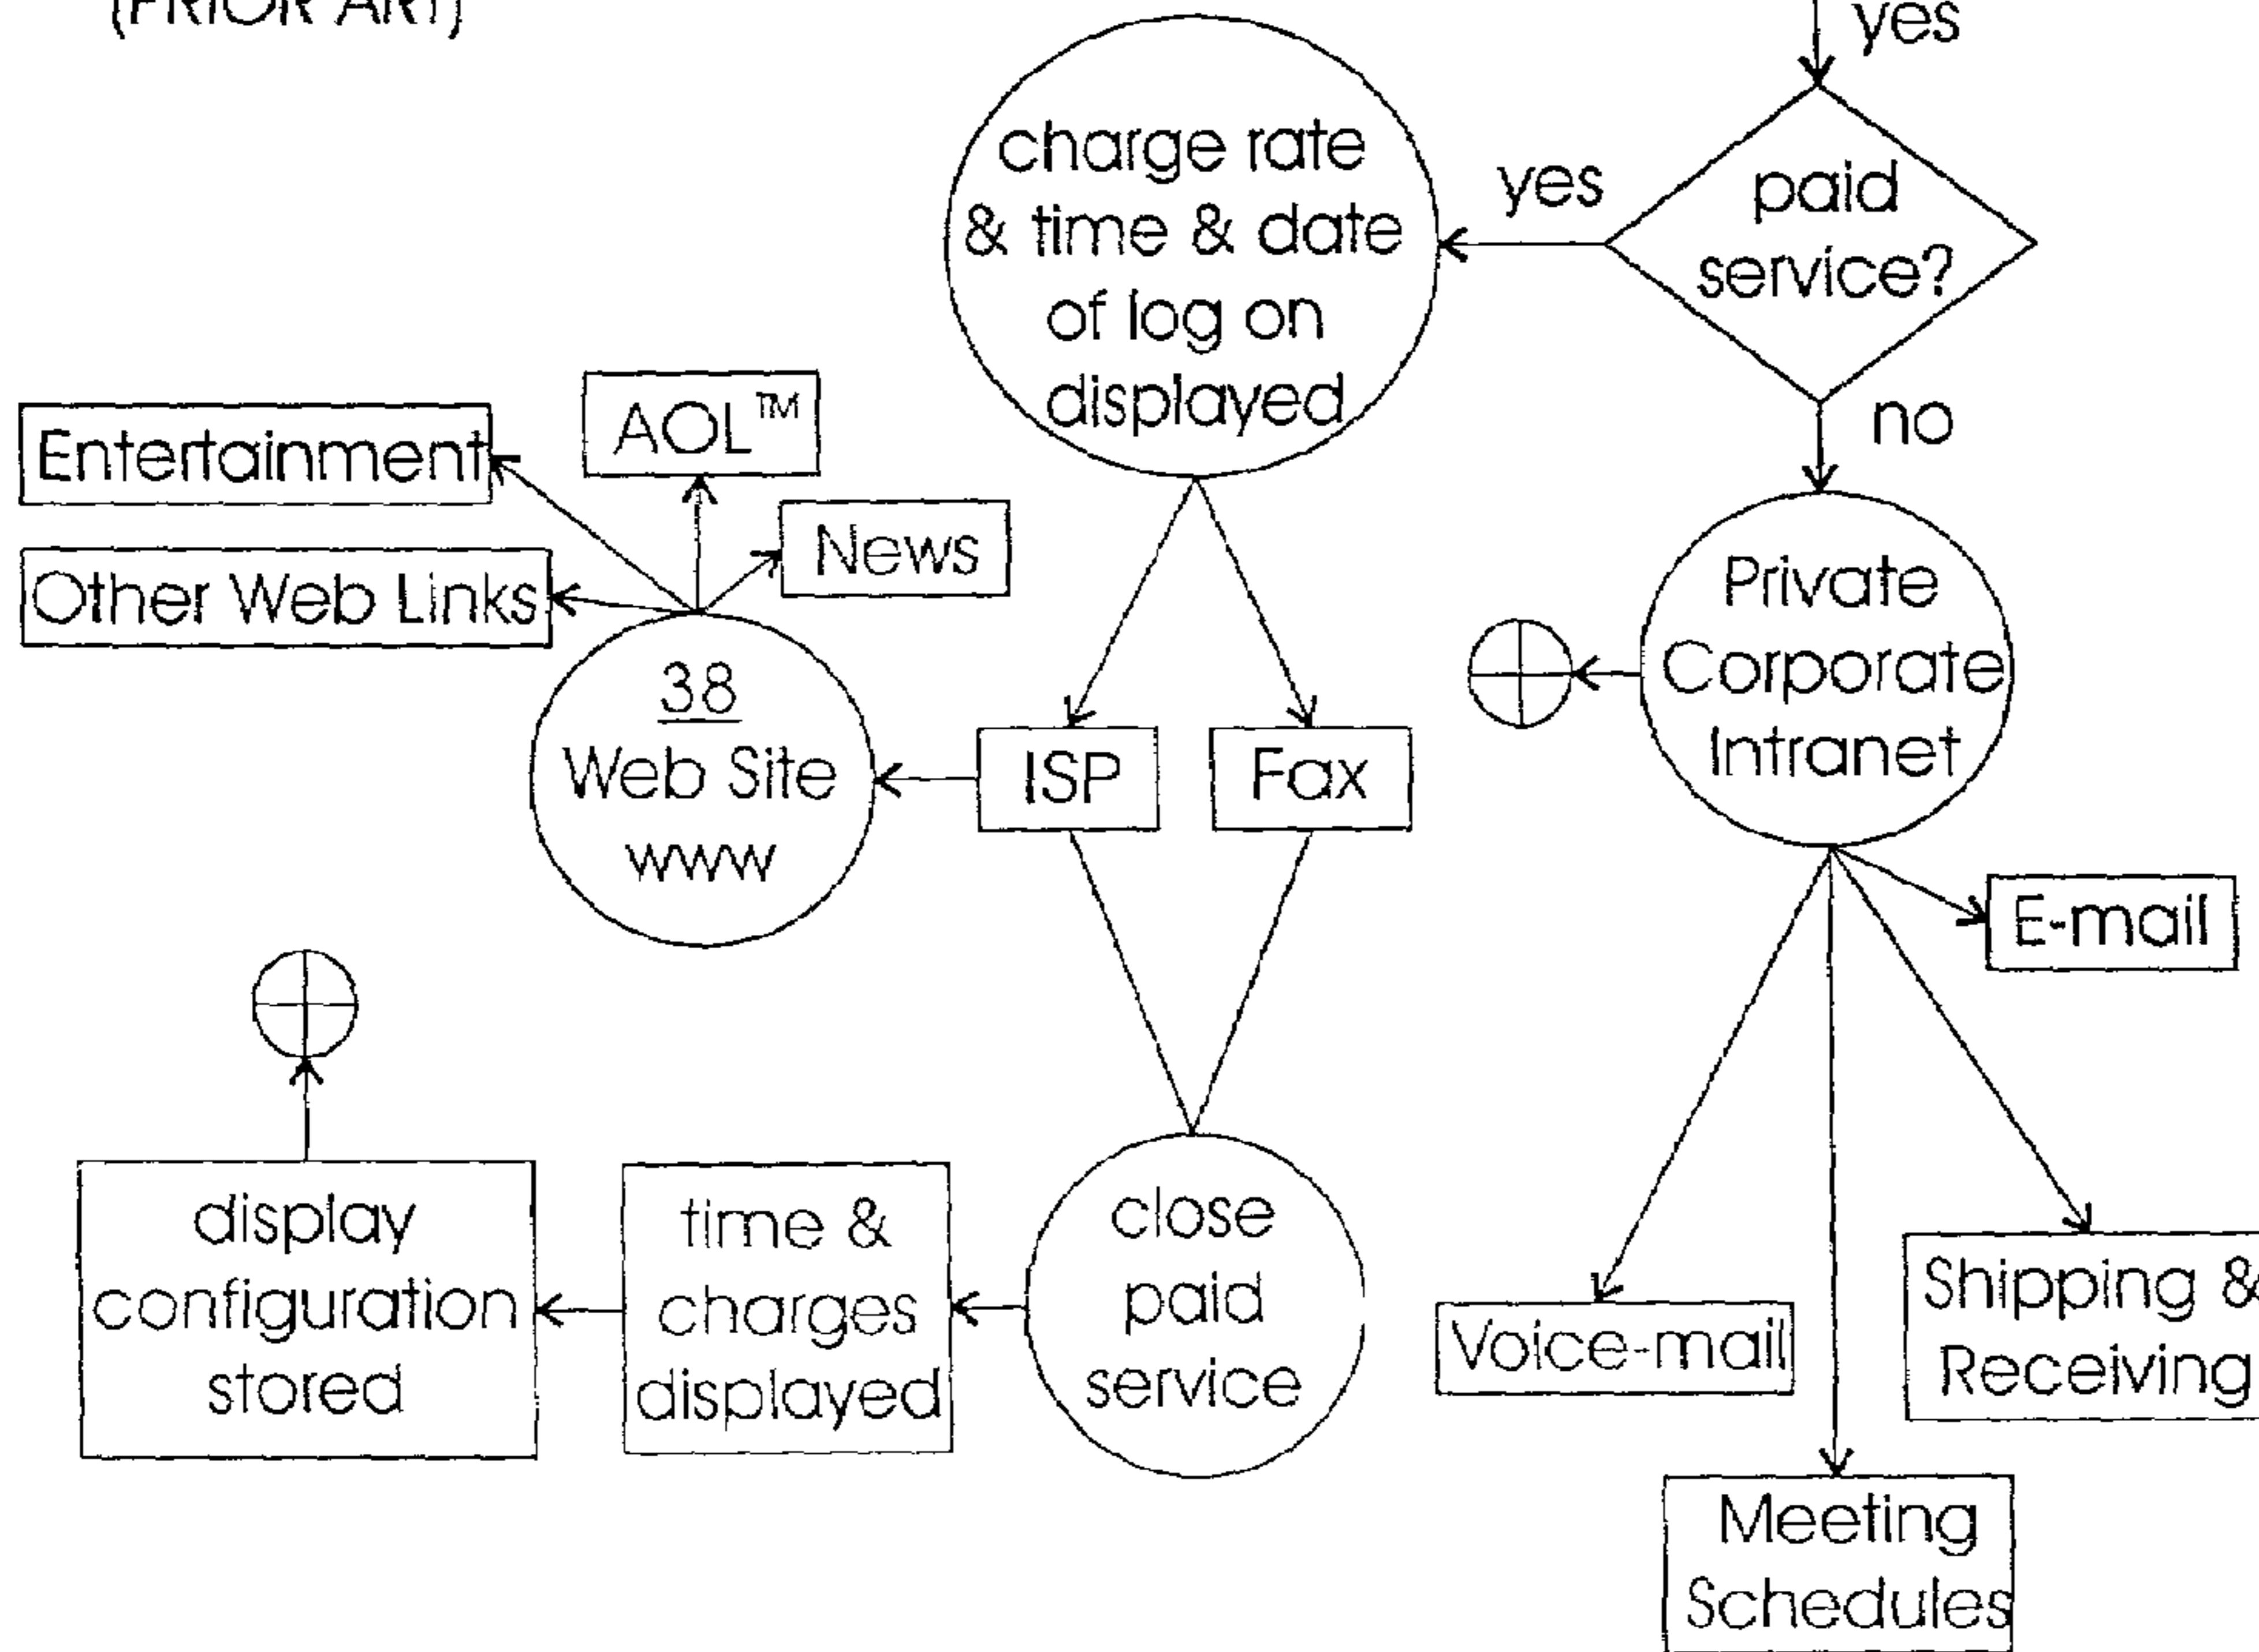 (PRIOR ART)
yes
charge rate
& time & date
of log on
displayed
yes
paid
service?
no
Entertainment
AOL™
News
Other Web Links
38
Web Site
www
ISP
Fax
Private
Corporate
Intranet
E-mail
display
configuration
stored
time &
charges
displayed
close
paid
service
Voice-mail
Shipping &
Receiving
Meeting
Schedules